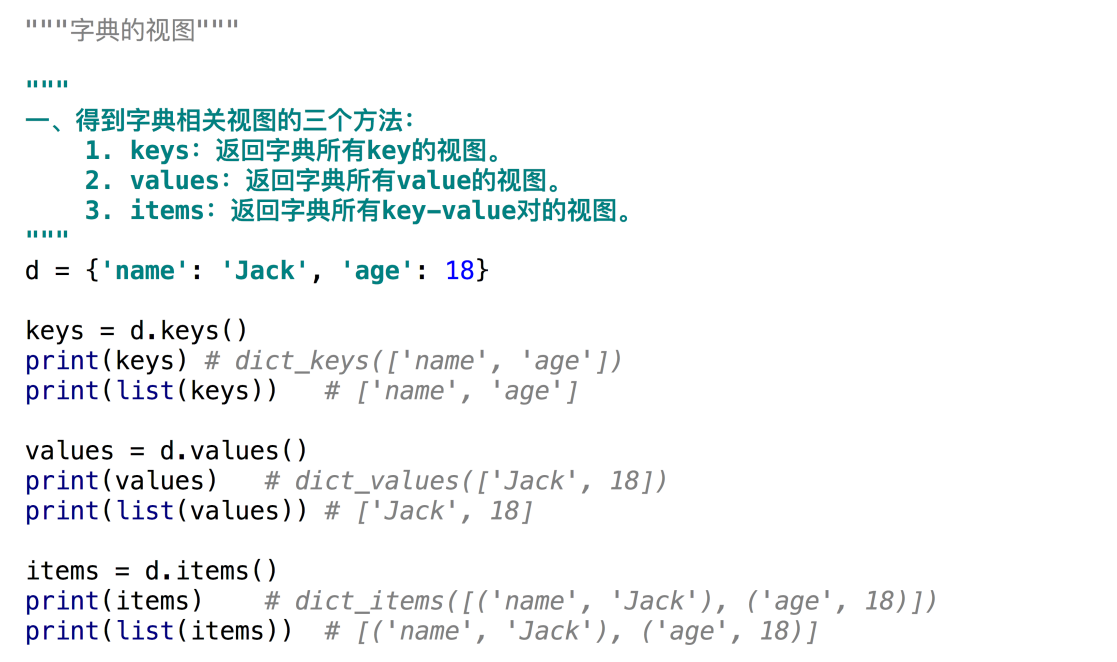 """字典的视图"""
"""
一、得到字典相关视图的三个方法：
    1. keys：返回字典所有key的视图。
    2. values：返回字典所有value的视图。
    3. items：返回字典所有key-value对的视图。
"""
d = {'name': 'Jack', 'age': 18}
keys = d.keys()
print(keys) # dict_keys(['name', 'age'])
print(list(keys))   # ['name', 'age']
values = d.values()
print(values)   # dict_values(['Jack', 18])
print(list(values)) # ['Jack', 18]
items = d.items()
print(items)    # dict_items([('name', 'Jack'), ('age', 18)])
print(list(items))  # [('name', 'Jack'), ('age', 18)]